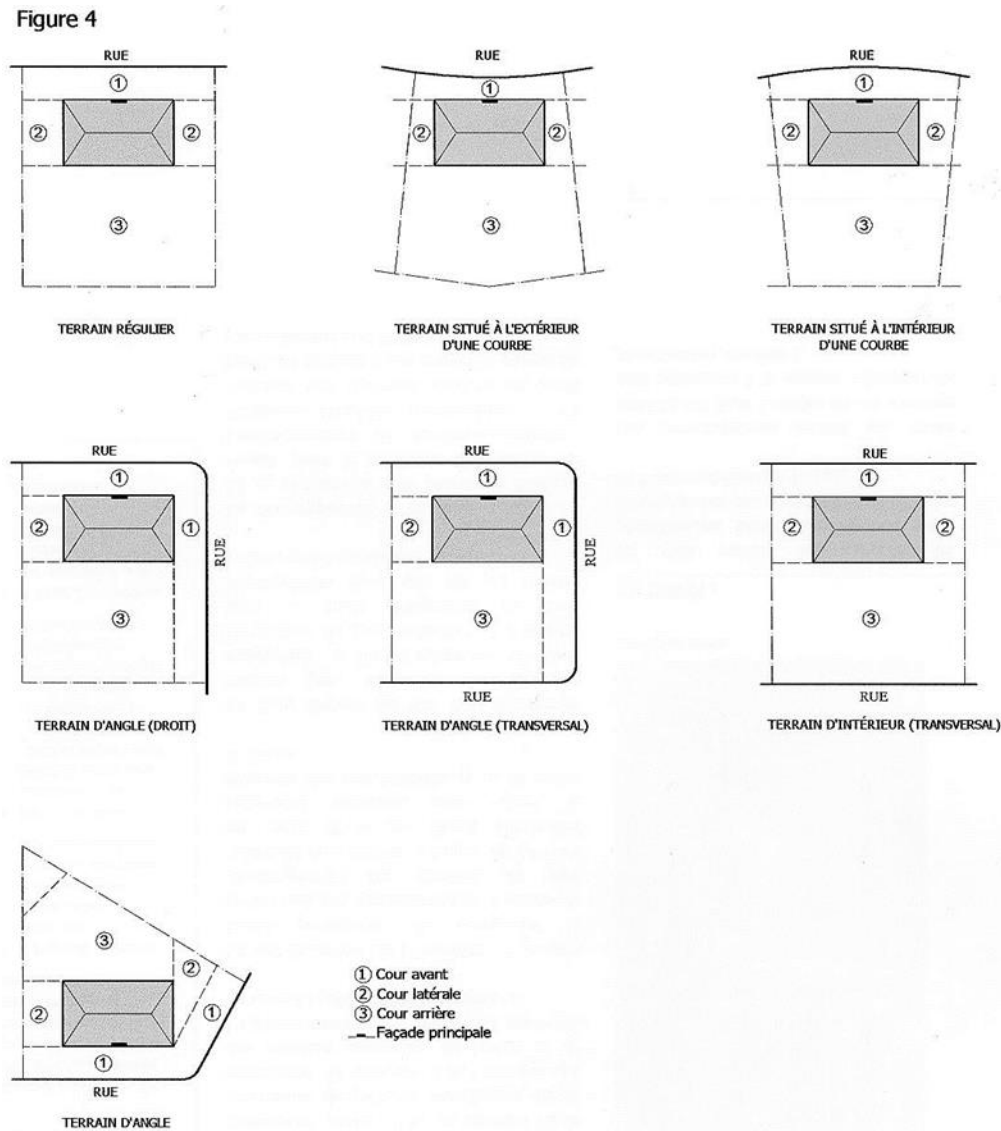 Figure 4
RUE
①
②
②
③
TERRAIN RÉGULIER
RUE
①
②
②
③
TERRAIN SITUÉ À L'EXTÉRIEUR
D'UNE COURBE
RUE
①
②
②
③
TERRAIN SITUÉ À L'INTÉRIEUR
D'UNE COURBE
RUE
①
②
①
RUE
③
TERRAIN D'ANGLE (DROIT)
RUE
①
②
①
RUE
③
RUE
TERRAIN D'ANGLE (TRANSVERSAL)
RUE
①
②
②
③
RUE
TERRAIN D'INTÉRIEUR (TRANSVERSAL)
③
②
②
①
①
RUE
TERRAIN D'ANGLE
① Cour avant
② Cour latérale
③ Cour arrière
Façade principale